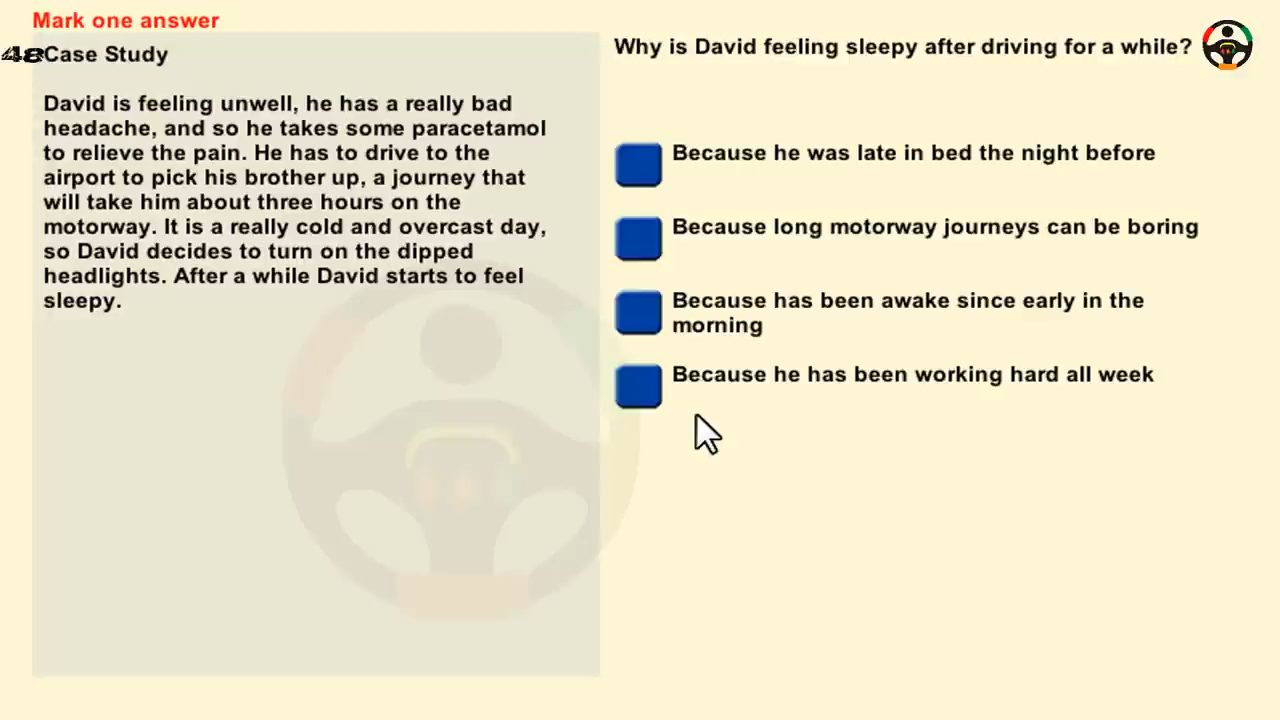 Mark one answer
48
Case Study
David is feeling unwell, he has a really bad
headache, and so he takes some paracetamol
to relieve the pain. He has to drive to the
airport to pick his brother up, a journey that
will take him about three hours on the
motorway. It is a really cold and overcast day,
so David decides to turn on the dipped
headlights. After a while David starts to feel
sleepy.
Why is David feeling sleepy after driving for a while?
Because he was late in bed the night before
Because long motorway journeys can be boring
Because has been awake since early in the
morning
Because he has been working hard all week